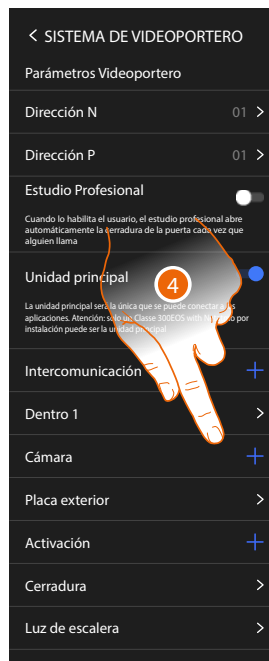 SISTEMA DE VIDEOPORTERO
Parámetros Videoportero
Dirección N 01
Dirección P 01
Estudio Profesional
Cuando lo habilita el usuario, el estudio profesional abre
automáticamente la cerradura de la puerta cada vez que
alguien llama
Unidad principal
4
La unidad principal será la única que se puede conectar a las
aplicaciones. Atención: solo un Classe 300EOS with por
instalación puede ser la unidad principal
Intercomunicación
Dentro 1
Cámara
Placa exterior
Activación
Cerradura
Luz de escalera